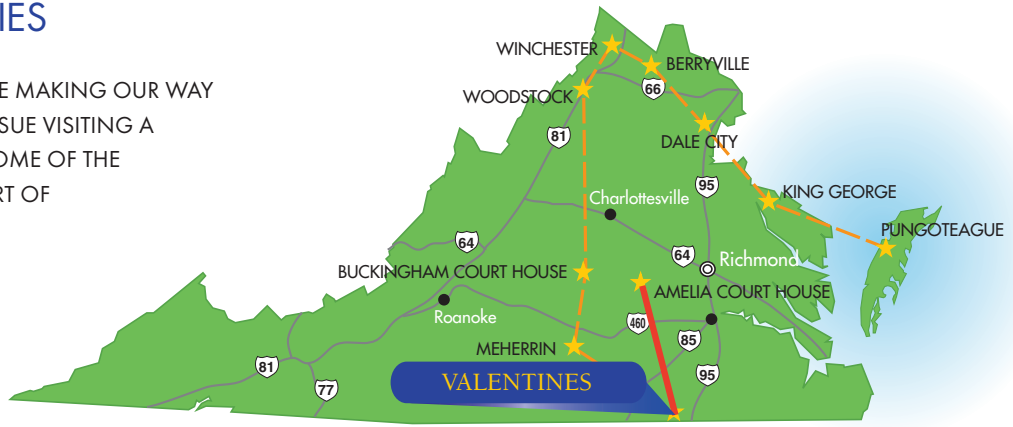 IES
E MAKING OUR WAY
SUE VISITING A
OME OF THE
RT OF
WINCHESTER
BERRYVILLE
WOODSTOCK
66
81
DALE CITY
95
Charlottesville
KING GEORGE
PUNGOTEAGUE
64
64
Richmond
BUCKINGHAM COURT HOUSE
AMELIA COURT HOUSE
Roanoke
460
85
MEHERRIN
81
77
VALENTINES
95